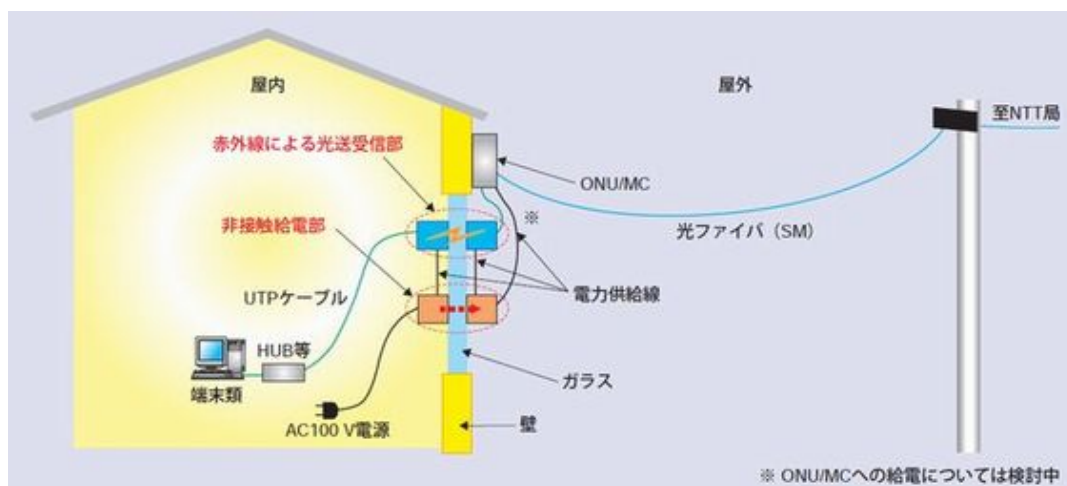 屋内
屋外
至NTT局
赤外線による光送受信部
ONU/MC
※
非接触給電部
光ファイバ（SM）
電力供給線
UTPケーブル
HUB等
端末類
ガラス
AC100 V電源
壁
※ ONU/MCへの給電については検討中